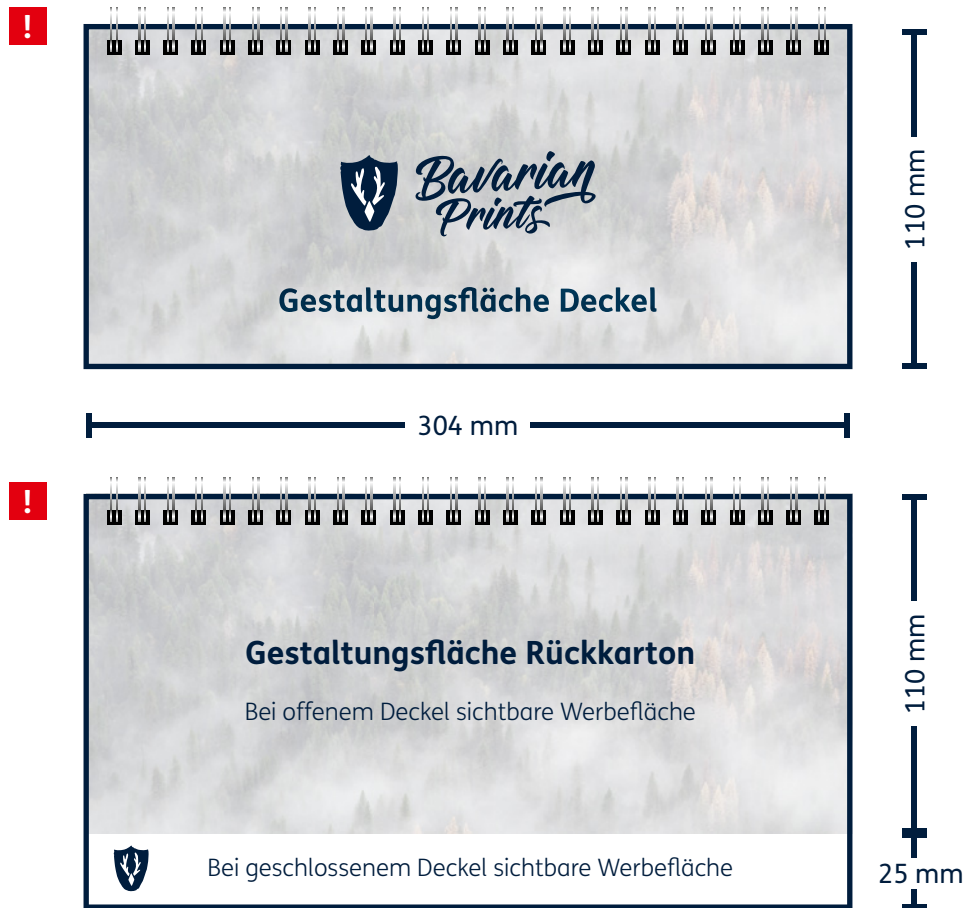 !
Bavarian
Prints
Gestaltungsfläche Deckel
110 mm
304 mm
!
Gestaltungsfläche Rückkarton
Bei offenem Deckel sichtbare Werbefläche
110 mm
Bei geschlossenem Deckel sichtbare Werbefläche
25 mm